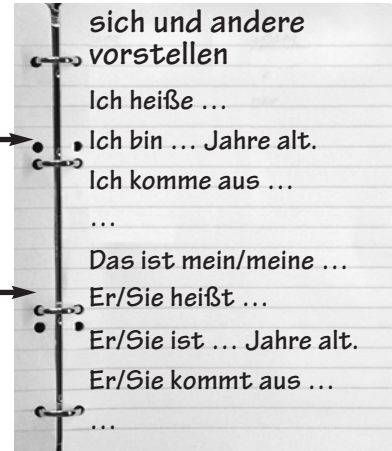 sich und andere
vorstellen
Ich heiße …
Ich bin … Jahre alt.
Ich komme aus …
…
Das ist mein/meine …
Er/Sie heißt …
Er/Sie ist … Jahre alt.
Er/Sie kommt aus …
…